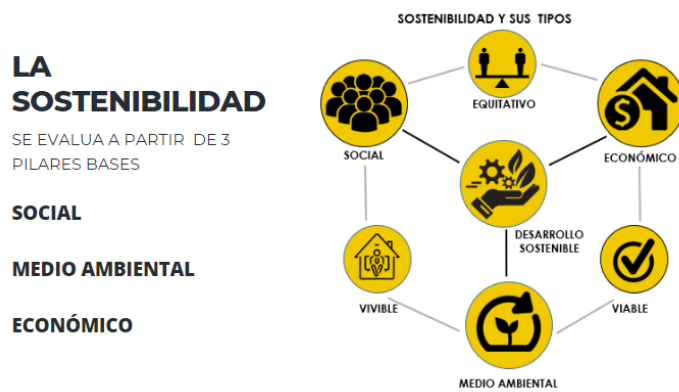 LA
SOSTENIBILIDAD
SE EVALUA A PARTIR DE 3
PILARES BASES
SOCIAL
MEDIO AMBIENTAL
ECONÓMICO
SOSTENIBILIDAD Y SUS TIPOS
EQUITATIVO
SOCIAL
ECONÓMICO
DESARROLLO
SOSTENIBLE
VIVIBLE
VIABLE
MEDIO AMBIENTAL